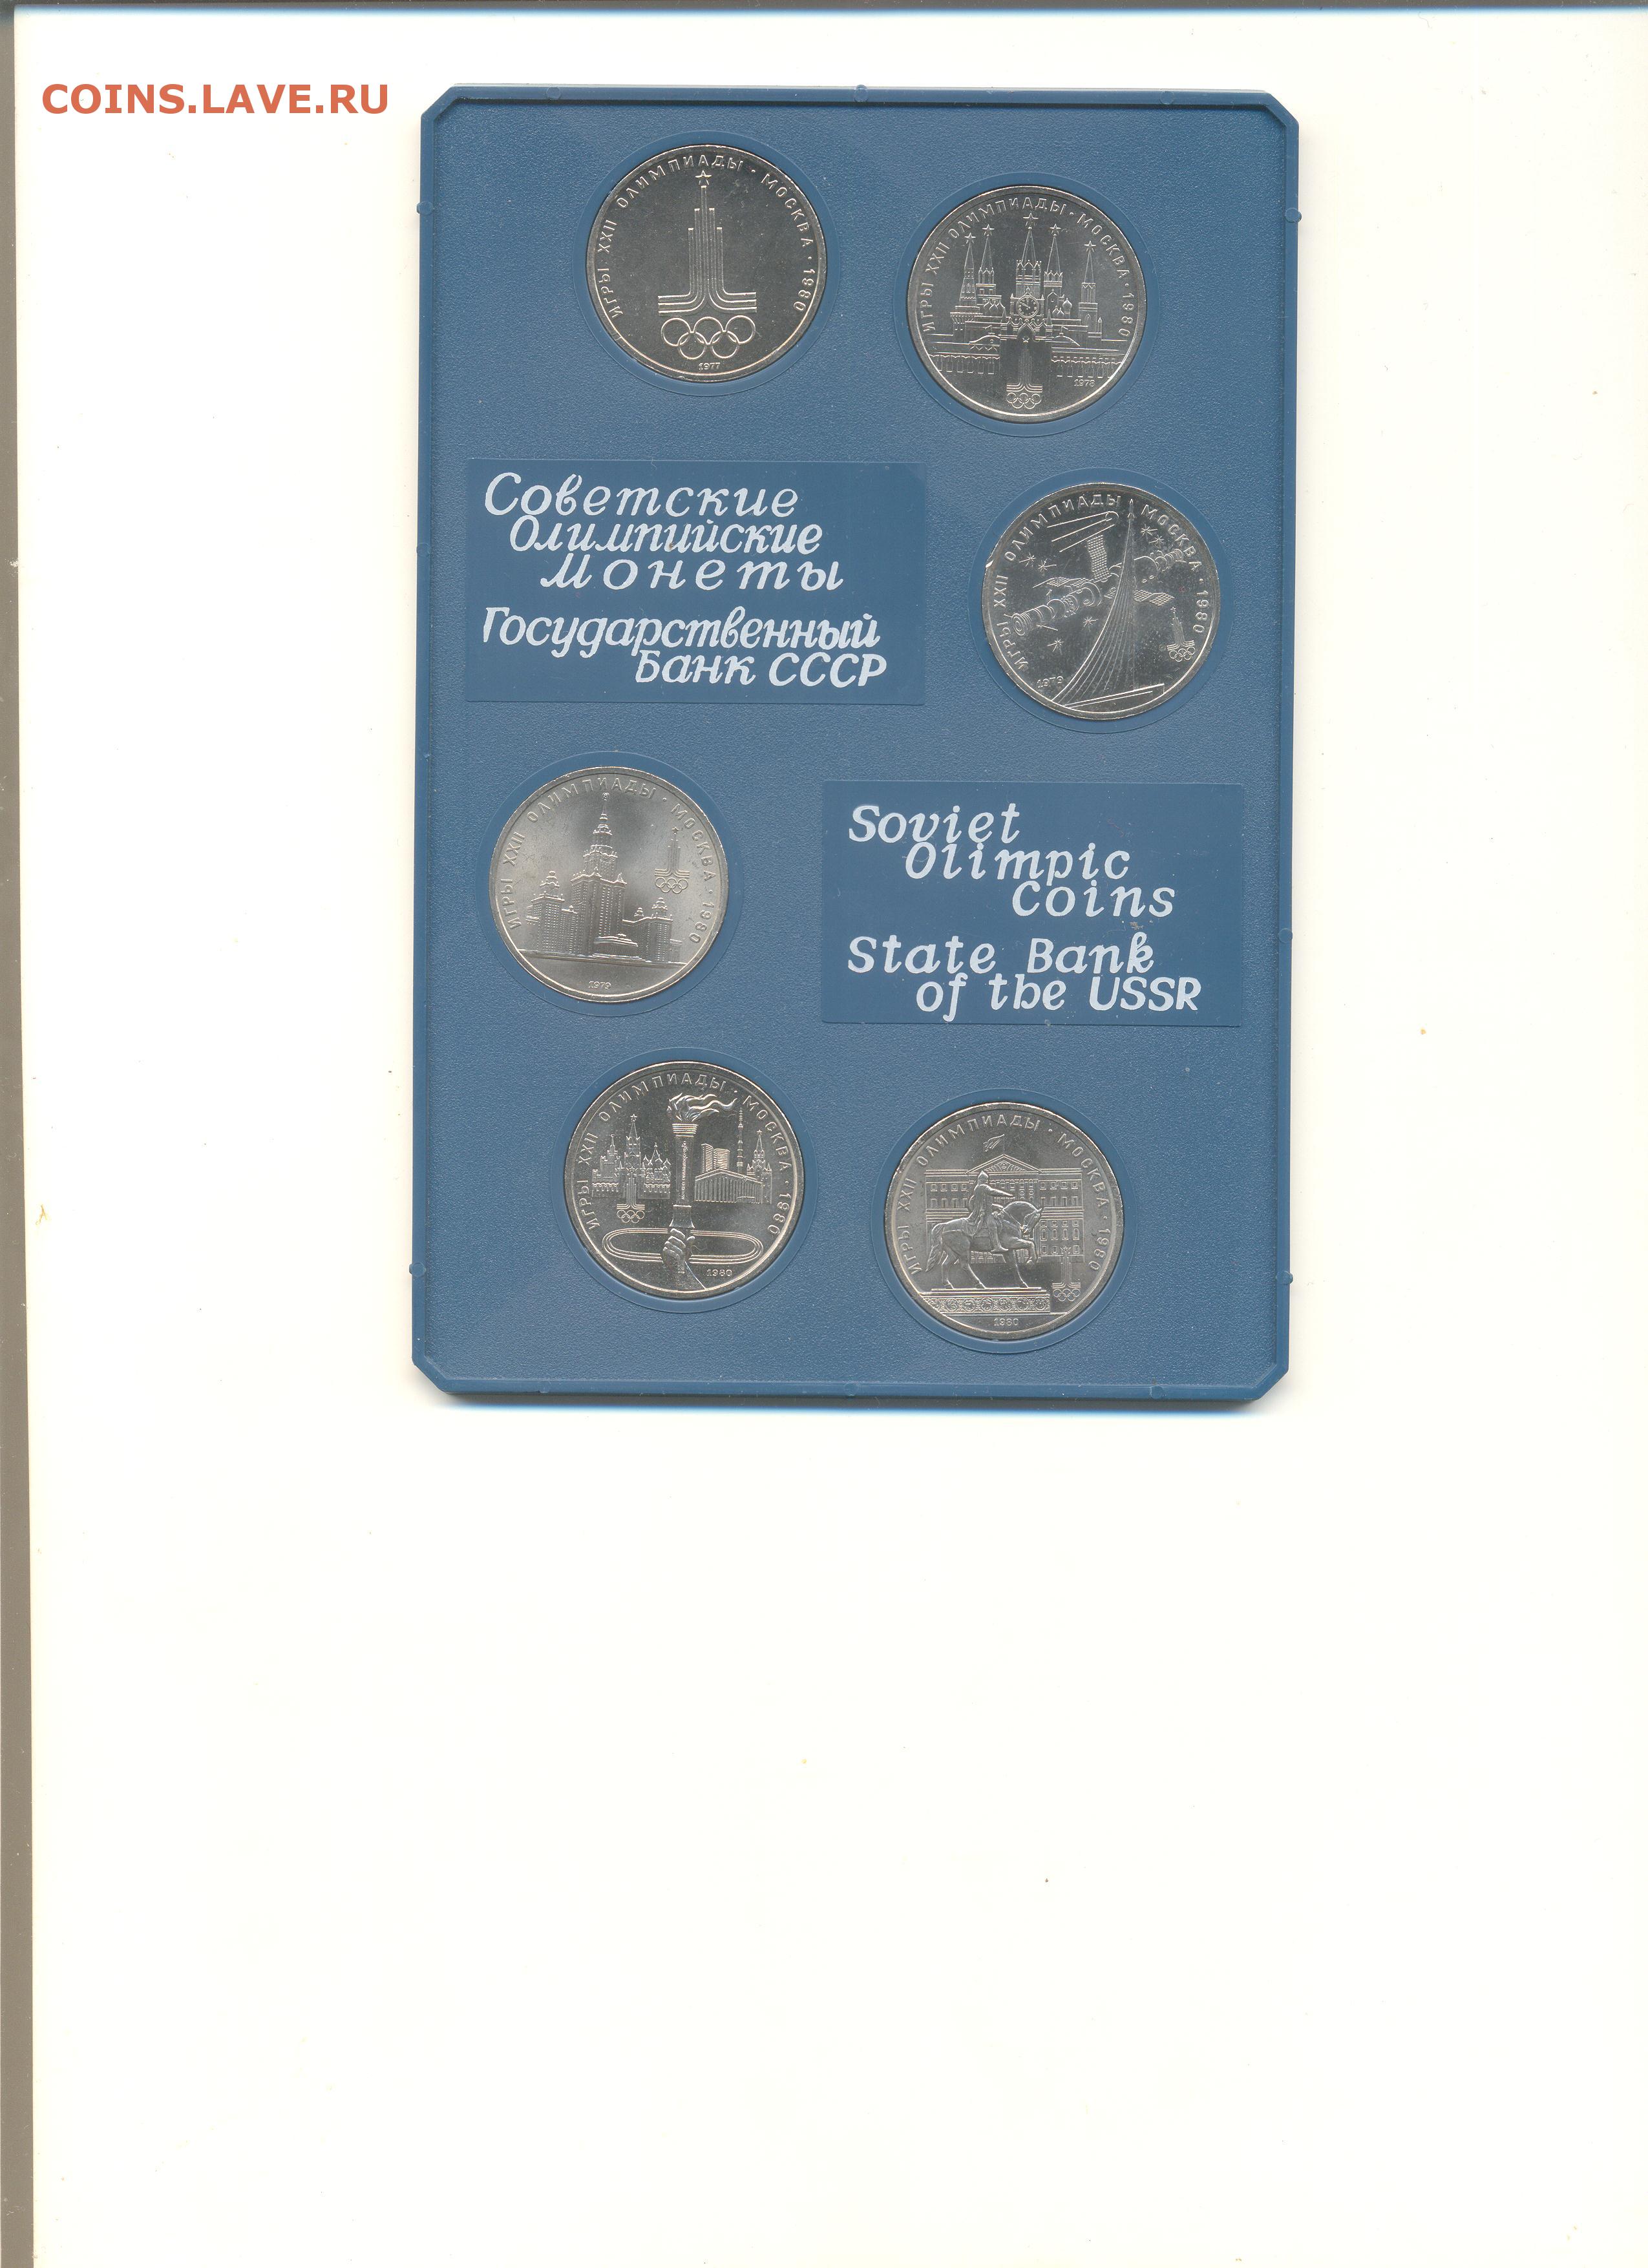 COINS.LAVE.RU
ИГРЫ XXII ОЛИМПИАДЫ · МОСКВА · 1980
1977
ИГРЫ XXII ОЛИМПИАДЫ · МОСКВА · 1980
1978
Советские
Олимпийские
Монеты
Государственный
Банк СССР
ИГРЫ XXII ОЛИМПИАДЫ МОСКВА · 1980
1979
ИГРЫ XXII ОЛИМПИАДЫ · МОСКВА · 1980
1979
Soviet
Olimpic
Coins
State Bank
of the USSR
ИГРЫ XXII ОЛИМПИАДЫ · МОСКВА · 1980
1980
ИГРЫ XXII ОЛИМПИАДЫ · МОСКВА · 1980
1980